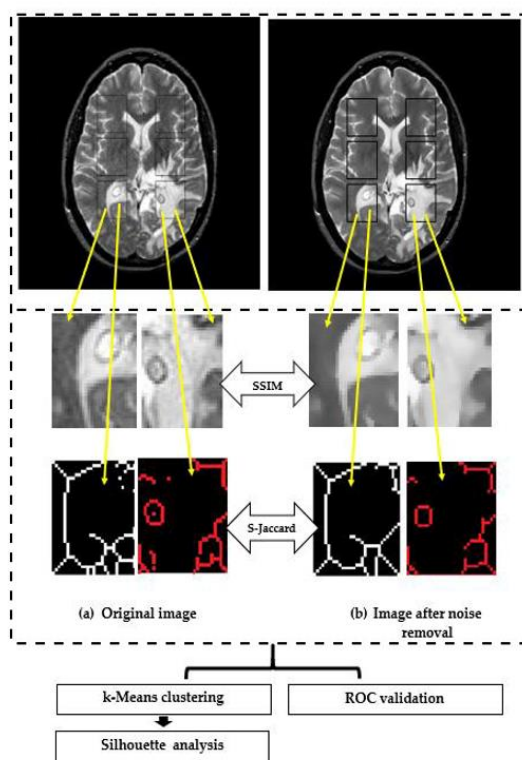 SSIM
S-Jaccard
(a) Original image
(b) Image after noise
removal
k-Means clustering
ROC validation
Silhouette analysis